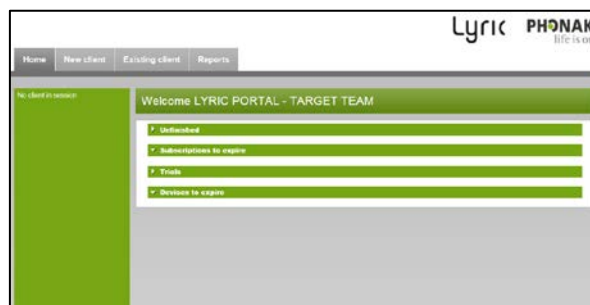 Lyric PHONAK
life is on
Home New client Existing client Reports
No client in session
Welcome LYRIC PORTAL - TARGET TEAM
Unfinished
Subscriptions to expire
Trials
Devices to expire